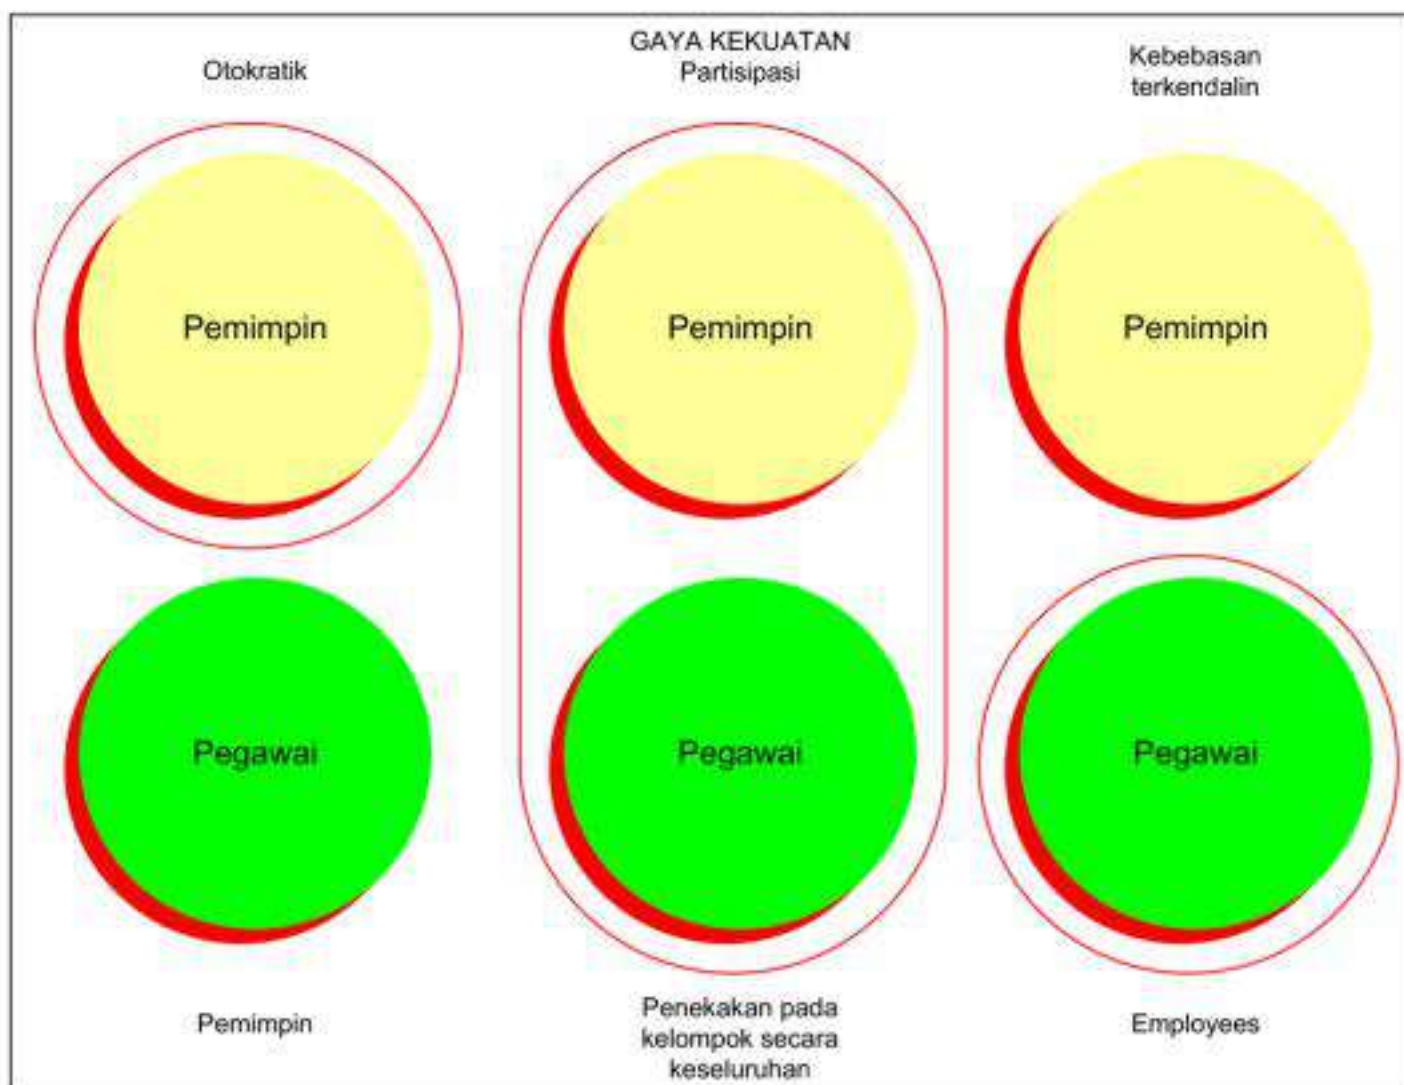 GAYA KEKUATAN
Otokratik
Partisipasi
Kebebasan
terkendalin
Pemimpin
Pemimpin
Pemimpin
Pegawai
Pegawai
Pegawai
Pemimpin
Penekakan pada
kelompok secara
keseluruhan
Employees